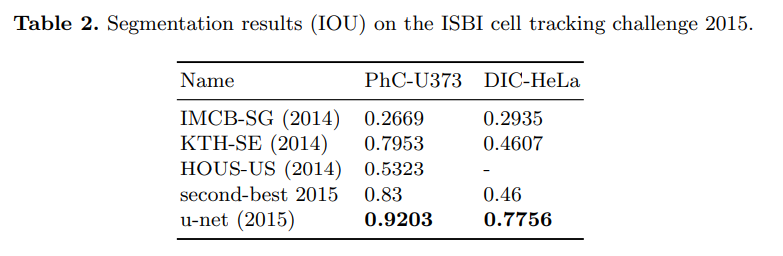 Table 2. Segmentation results (IOU) on the ISBI cell tracking challenge 2015.
Name PhC-U373 DIC-HeLa
IMCB-SG (2014) 0.2669 0.2935
KTH-SE (2014) 0.7953 0.4607
HOUS-US (2014) 0.5323 -
second-best 2015 0.83 0.46
u-net (2015) 0.9203 0.7756